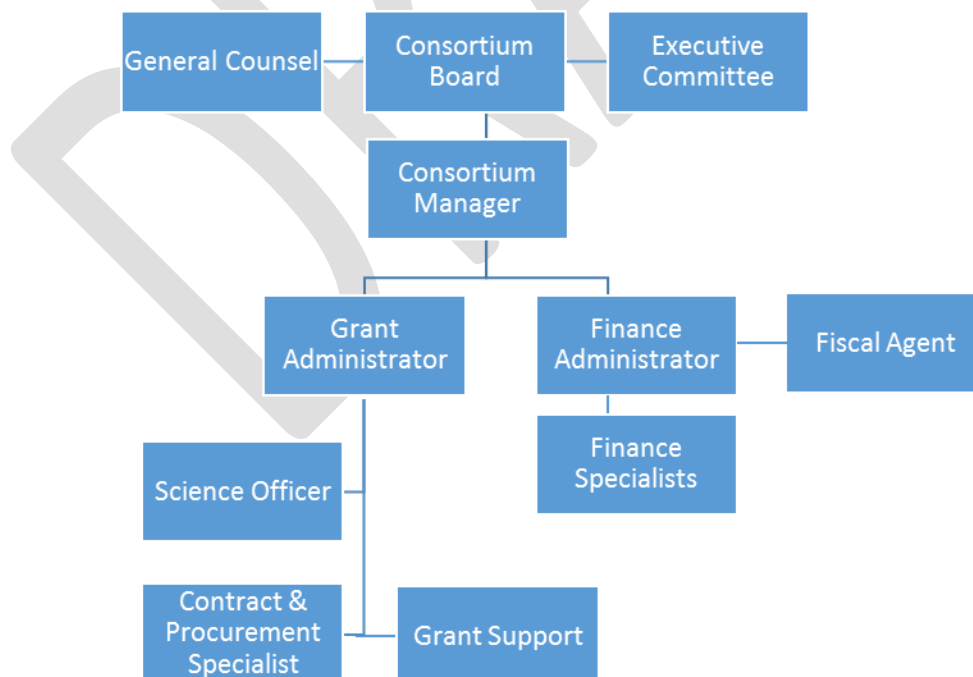 General Counsel
Consortium
Board
Executive
Committee
Consortium
Manager
Grant
Administrator
Finance
Administrator
Fiscal Agent
Finance
Specialists
Science Officer
Contract &
Procurement
Specialist
Grant Support